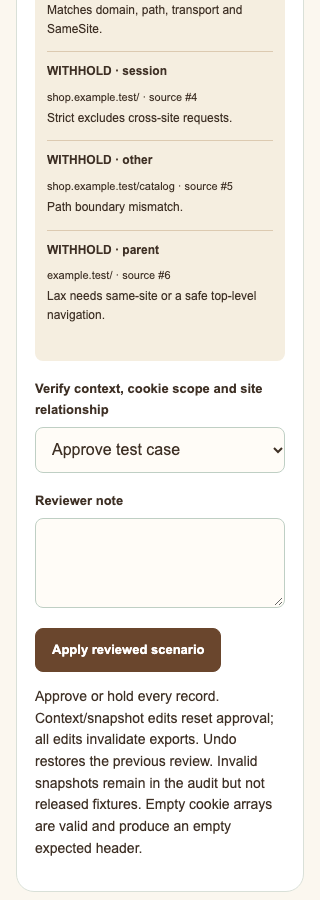 Matches domain, path, transport and
SameSite.
WITHHOLD · session
shop.example.test/ · source #4
Strict excludes cross-site requests.
WITHHOLD · other
shop.example.test/catalog · source #5
Path boundary mismatch.
WITHHOLD · parent
example.test/ · source #6
Lax needs same-site or a safe top-level
navigation.
Verify context, cookie scope and site
relationship
Approve test case
Reviewer note
Apply reviewed scenario
Approve or hold every record.
Context/snapshot edits reset approval;
all edits invalidate exports. Undo
restores the previous review. Invalid
snapshots remain in the audit but not
released fixtures. Empty cookie arrays
are valid and produce an empty
expected header.